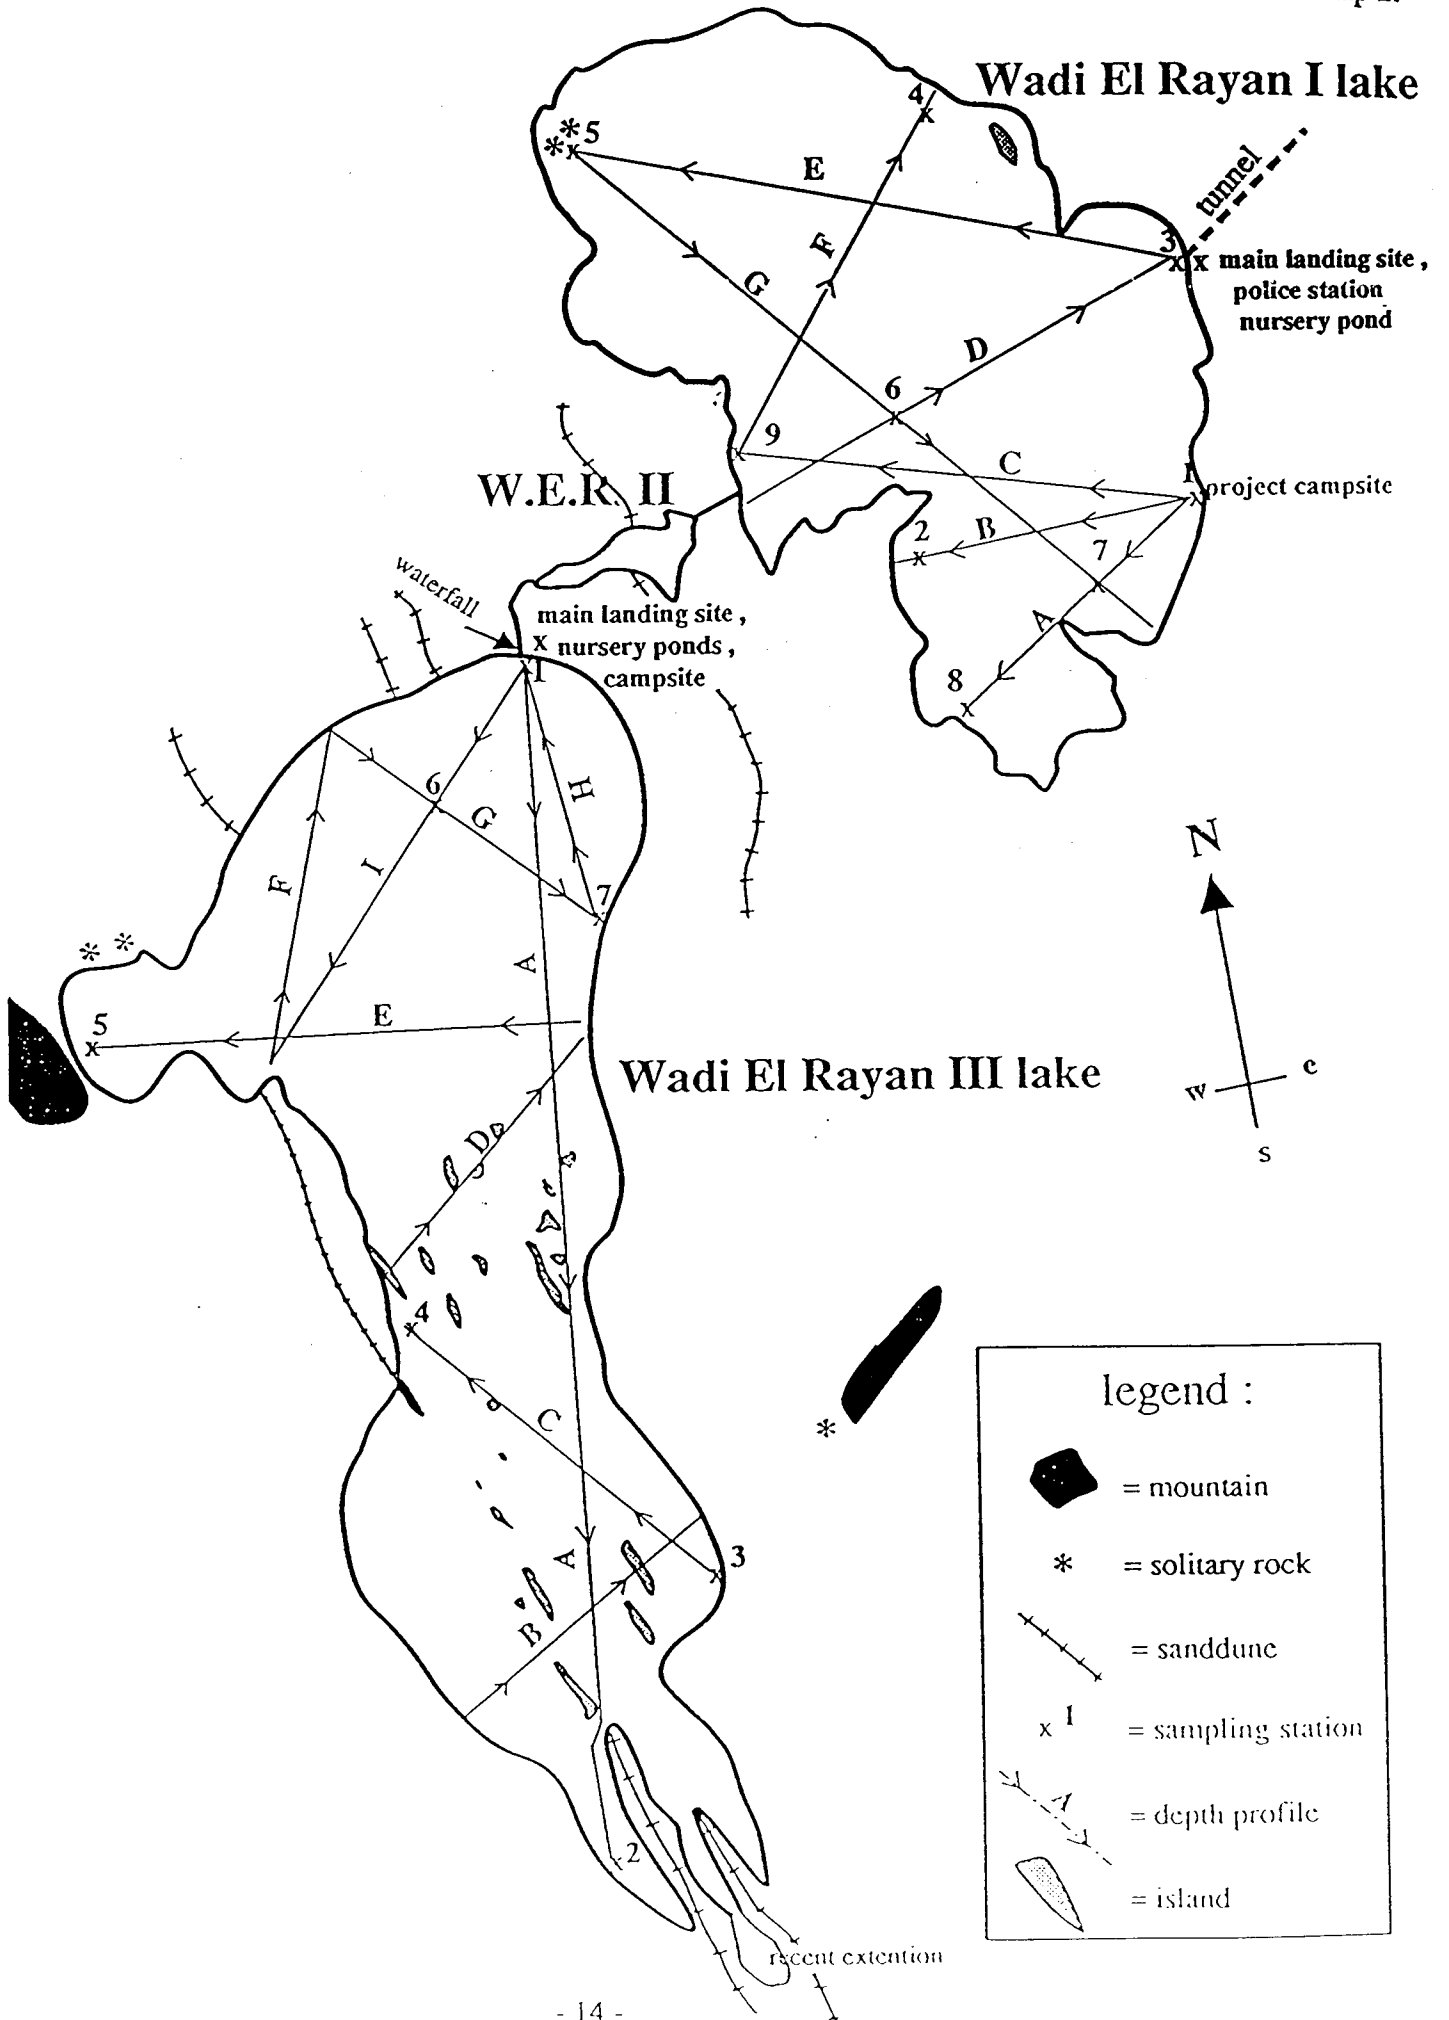 Wadi El Rayan I lake
4
5
E
tunnel
3
x x main landing site ,
police station
nursery pond
F
G
D
6
9
C
1
project campsite
W.E.R. II
2
B
7
waterfall
main landing site ,
x nursery ponds ,
campsite
1
A
8
6
G
H
N
I
F
7
A
E
5
Wadi El Rayan III lake
w
e
s
D
4
C
A
3
B
2
legend :
= mountain
* = solitary rock
= sanddune
x 1 = sampling station
A = depth profile
= island
recent extention
- 14 -